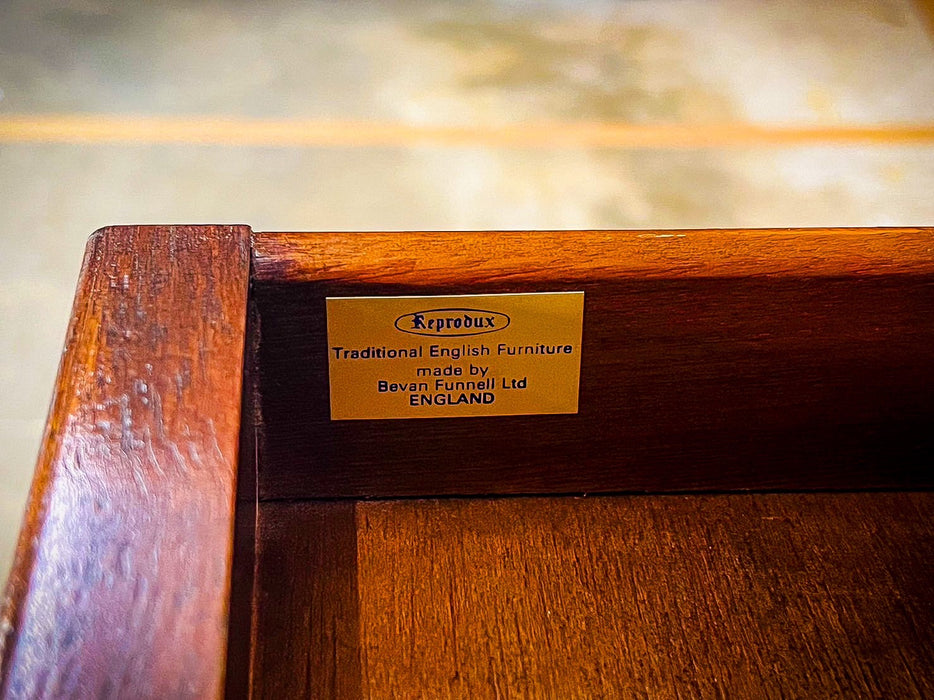 Reprodux
Traditional English Furniture
made by
Bevan Funnell Ltd
ENGLAND